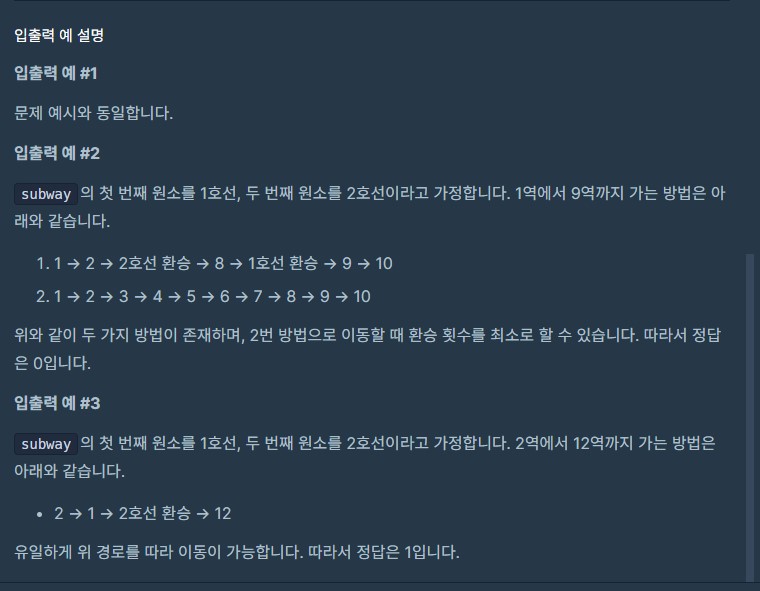 입출력 예 설명
입출력 예 #1
문제 예시와 동일합니다.
입출력 예 #2
subway 의 첫 번째 원소를 1호선, 두 번째 원소를 2호선이라고 가정합니다. 1역에서 9역까지 가는 방법은 아
래와 같습니다.
1. 1 → 2 → 2호선 환승 → 8 → 1호선 환승 → 9 → 10
2. 1 → 2 → 3 → 4 → 5 → 6 → 7 → 8 → 9 → 10
위와 같이 두 가지 방법이 존재하며, 2번 방법으로 이동할 때 환승 횟수를 최소로 할 수 있습니다. 따라서 정답
은 0입니다.
입출력 예 #3
subway 의 첫 번째 원소를 1호선, 두 번째 원소를 2호선이라고 가정합니다. 2역에서 12역까지 가는 방법은
아래와 같습니다.
• 2 → 1 → 2호선 환승 → 12
유일하게 위 경로를 따라 이동이 가능합니다. 따라서 정답은 1입니다.